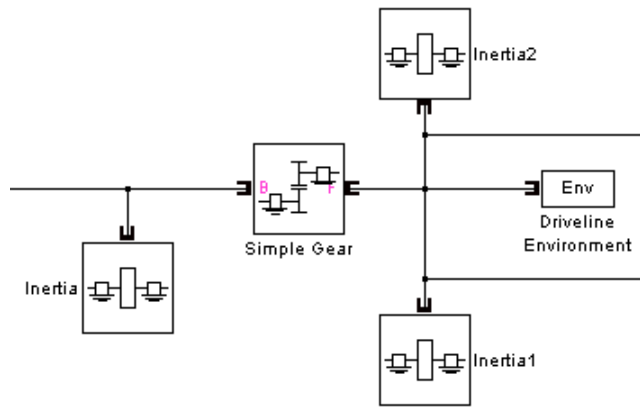 Inertia2
B
F
Env
Simple Gear
Driveline
Environment
Inertia
Inertia1